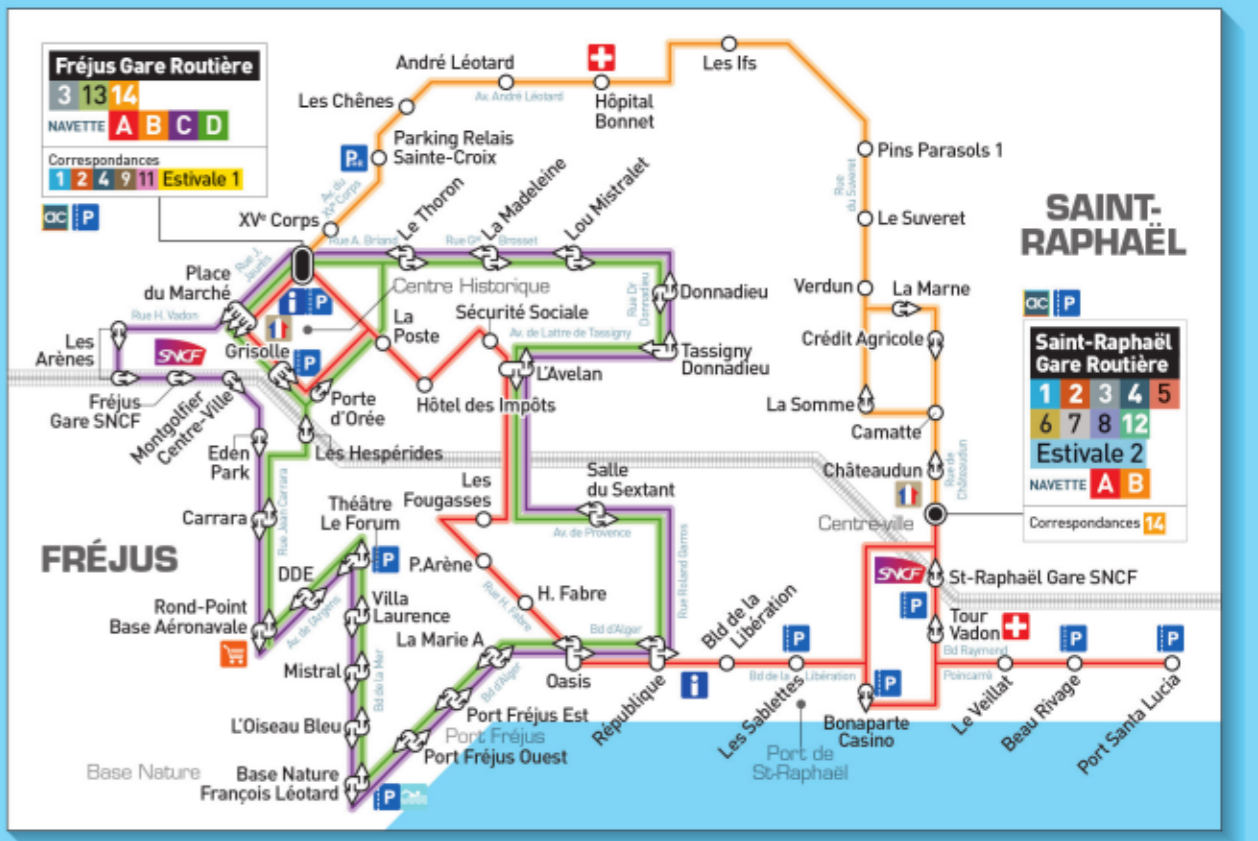 Fréjus Gare Routière
3 13 14
NAVETTE A B C D
Correspondances
1 2 4 9 11 Estivale 1
ac P
André Léotard
Av. André Léotard
Hôpital
Bonnet
Les Ifs
Les Chênes
P+R
Parking Relais
Sainte-Croix
Av. du
XVe Corps
XVe Corps
Pins Parasols 1
Rue
du Suveret
Le Suveret
SAINT-
RAPHAËL
Verdun
La Marne
Crédit Agricole
La Somme
Camatte
Châteaudun
Rue de
Châteaudun
Centre-ville
ac P
Saint-Raphaël
Gare Routière
1 2 3 4 5
6 7 8 12
Estivale 2
NAVETTE A B
Correspondances 14
Rue A. Briand
Le Thoron
Rue Gal Brosset
La Madeleine
Lou Mistralet
Rue J.
Jaurès
Place
du Marché
Rue H. Vadon
i P
Centre Historique
Rue Dr
Donnadieu
Donnadieu
Les
Arènes
SNCF
Grisolle
P
La
Poste
Sécurité Sociale
Av. de Lattre de Tassigny
Tassigny
Donnadieu
L'Avelan
Fréjus
Gare SNCF
Montgolfier
Centre-Ville
Porte
d'Orée
Hôtel des Impôts
Eden
Park
Les Hespérides
Les
Fougasses
Salle
du Sextant
Av. de Provence
Carrara
Rue Jean Carrara
Théâtre
Le Forum
P
FRÉJUS
DDE
P.Arène
Rue H. Fabre
H. Fabre
Rue Roland Garros
SNCF
St-Raphaël Gare SNCF
P
Rond-Point
Base Aéronavale
Av. de l'Argens
Villa
Laurence
La Marie A
Bd d'Alger
Bld de la
Libération
P
Tour
Vadon
Bd Raymond
Poincarré
P
P
Mistral
Bd de la Mer
Bd d'Alger
Oasis
République
i
Bd de la Libération
Les Sablettes
P
Bonaparte
Casino
Le Veillat
Beau Rivage
Port Santa Lucia
L'Oiseau Bleu
Port Fréjus Est
Port Fréjus
Port Fréjus Ouest
Port de
St-Raphaël
Base Nature
Base Nature
François Léotard
P